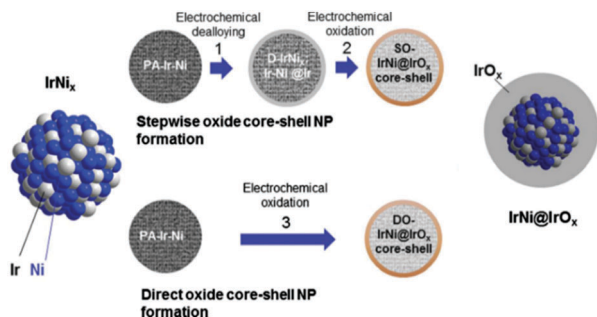 Electrochemical
dealloying
1
Electrochemical
oxidation
2
PA-Ir-Ni
D-IrNiₓ
Ir-Ni @Ir
SO-
IrNi@IrOₓ
core-shell
Stepwise oxide core-shell NP
formation
IrNiₓ
Ir Ni
IrOₓ
IrNi@IrOₓ
Electrochemical
oxidation
3
PA-Ir-Ni
DO-
IrNi@IrOₓ
core-shell
Direct oxide core-shell NP
formation